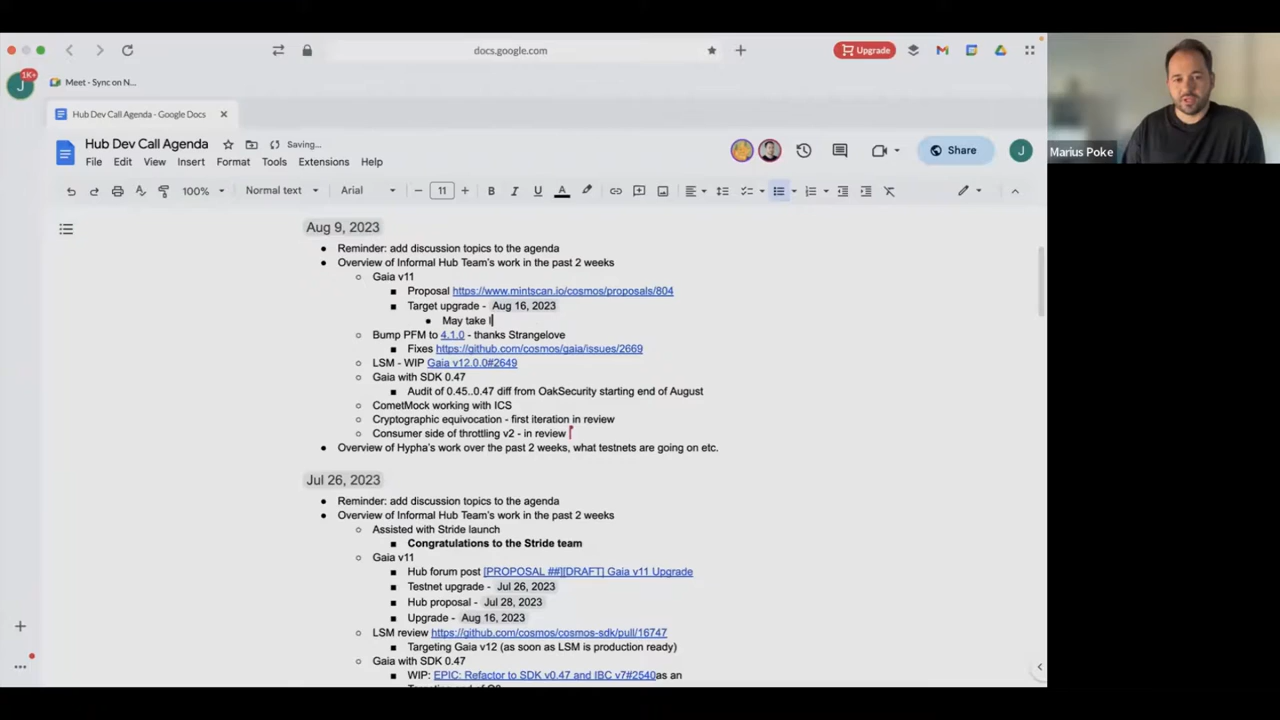 docs.google.com
Upgrade
1K+
J
Meet - Sync on N...
Hub Dev Call Agenda - Google Docs
Hub Dev Call Agenda
Saving...
File Edit View Insert Format Tools Extensions Help
Share
J
100% Normal text Arial 11 B I U A
Aug 9, 2023
Reminder: add discussion topics to the agenda
Overview of Informal Hub Team's work in the past 2 weeks
Gaia v11
Proposal https://www.mintscan.io/cosmos/proposals/804
Target upgrade - Aug 16, 2023
May take l
Bump PFM to 4.1.0 - thanks Strangelove
Fixes https://github.com/cosmos/gaia/issues/2669
LSM - WIP Gaia v12.0.0#2649
Gaia with SDK 0.47
Audit of 0.45..0.47 diff from OakSecurity starting end of August
CometMock working with ICS
Cryptographic equivocation - first iteration in review
Consumer side of throttling v2 - in review
Overview of Hypha's work over the past 2 weeks, what testnets are going on etc.
Jul 26, 2023
Reminder: add discussion topics to the agenda
Overview of Informal Hub Team's work in the past 2 weeks
Assisted with Stride launch
Congratulations to the Stride team
Gaia v11
Hub forum post [PROPOSAL ##][DRAFT] Gaia v11 Upgrade
Testnet upgrade - Jul 26, 2023
Hub proposal - Jul 28, 2023
Upgrade - Aug 16, 2023
LSM review https://github.com/cosmos/cosmos-sdk/pull/16747
Targeting Gaia v12 (as soon as LSM is production ready)
Gaia with SDK 0.47
WIP: EPIC: Refactor to SDK v0.47 and IBC v7#2540as an
Marius Poke